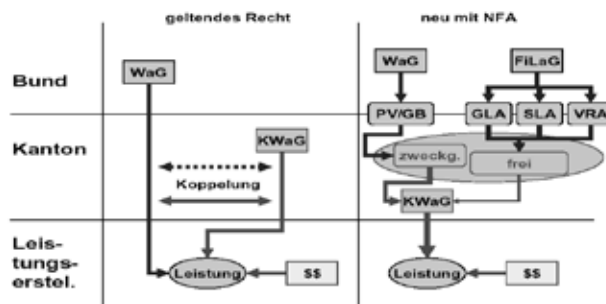 geltendes Recht
neu mit NFA
Bund
WaG
WaG
FiLaG
PV/GB
GLA
SLA
VRA
Kanton
KWaG
Koppelung
zweckg.
frei
KWaG
Leis-
tungs-
erstel.
Leistung
$$
Leistung
$$